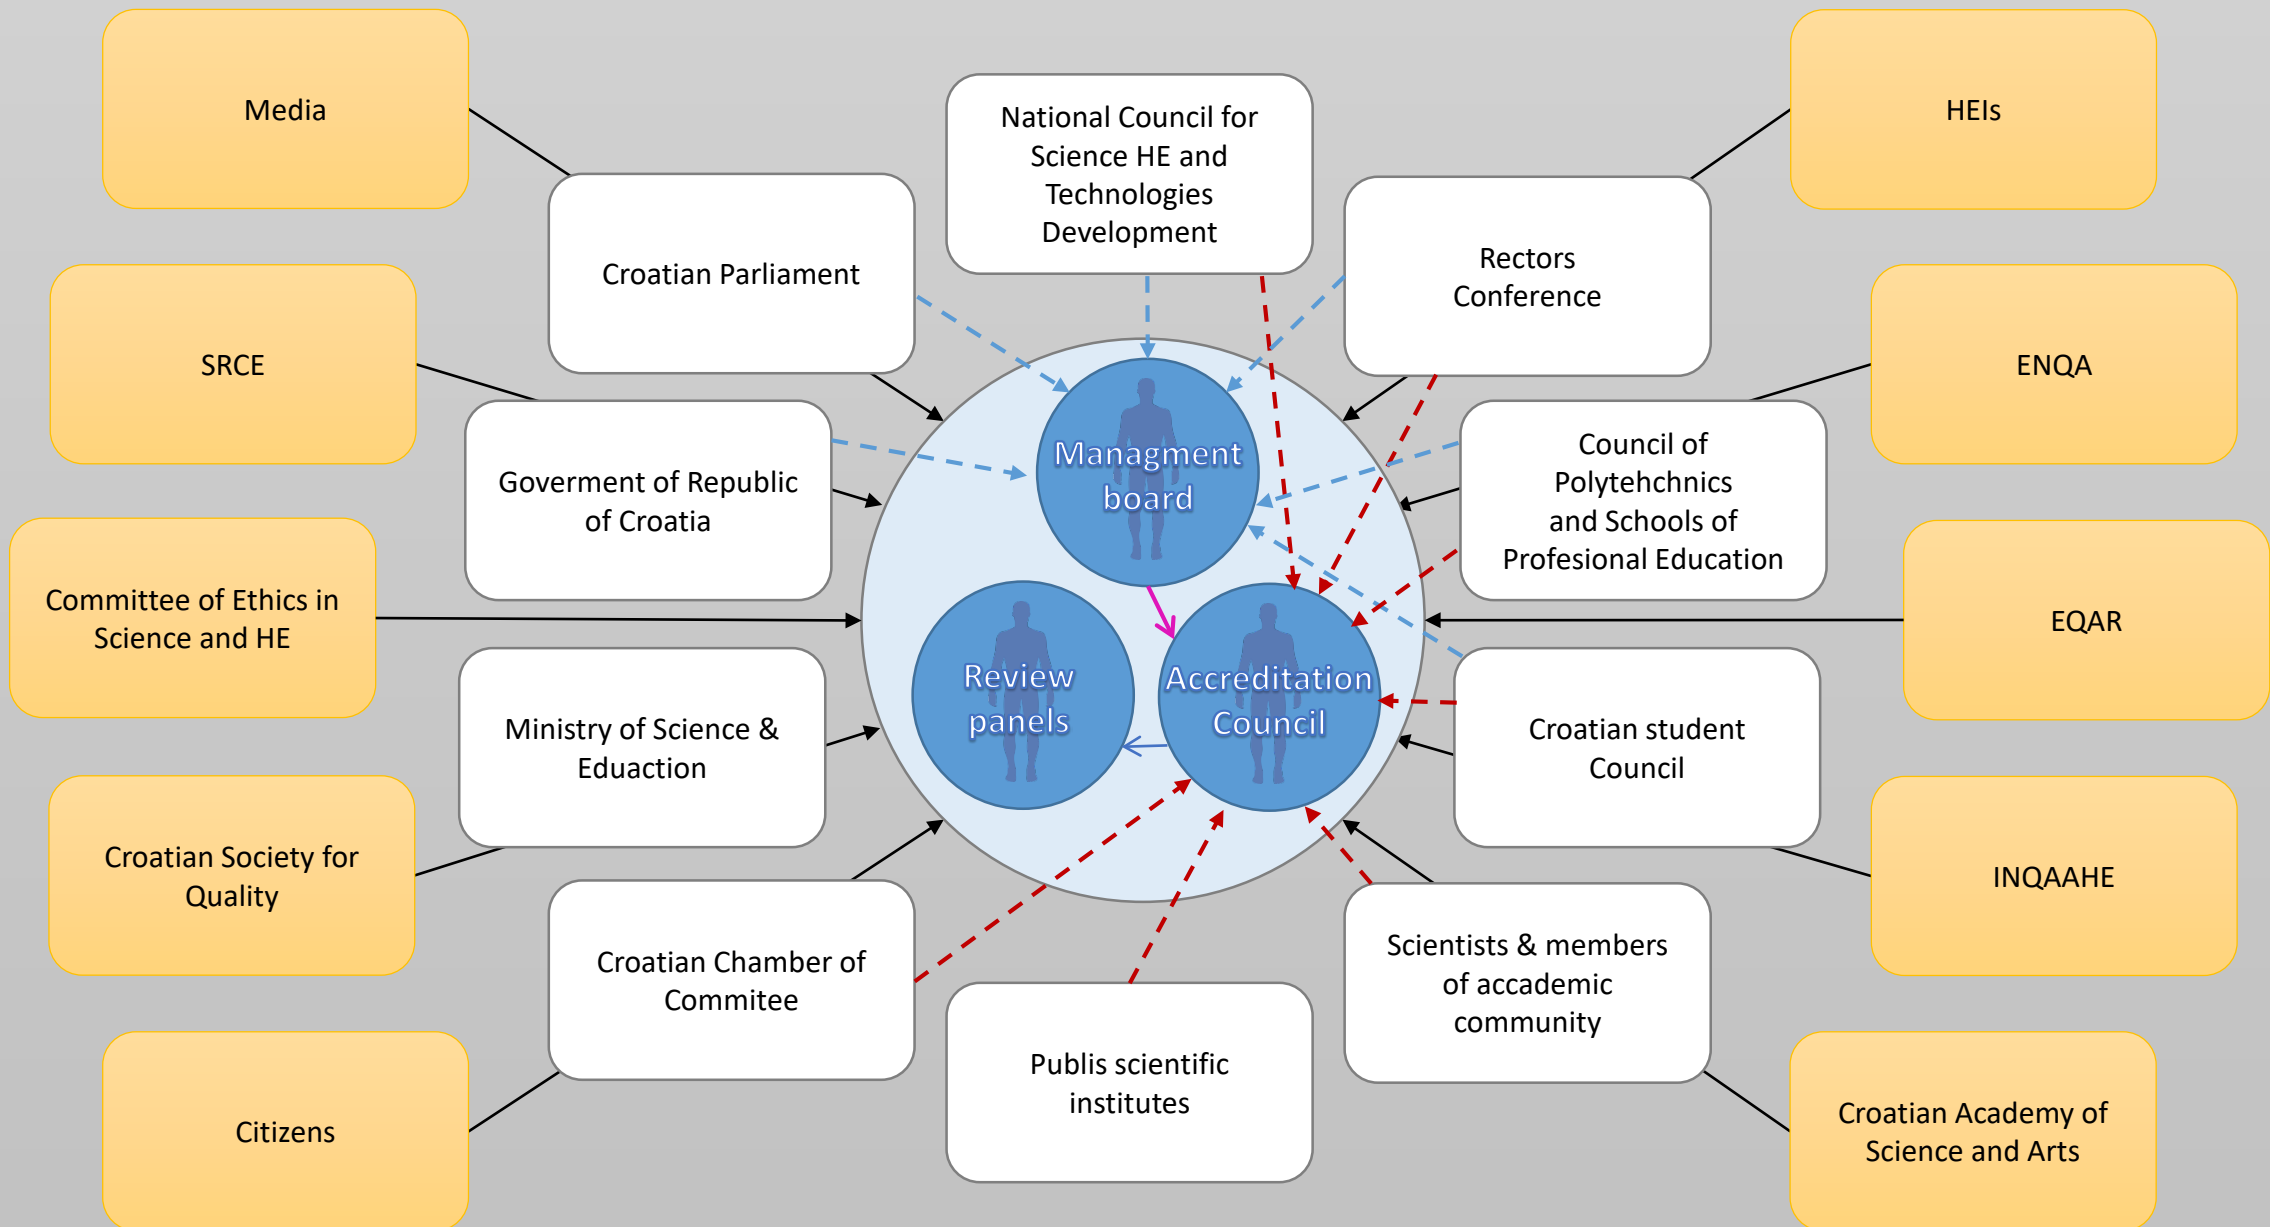 Media
National Council for
Science HE and
Technologies
Development
HEIs
Croatian Parliament
Rectors
Conference
SRCE
ENQA
Goverment of Republic
of Croatia
Managment
board
Council of
Polytehchnics
and Schools of
Profesional Education
Committee of Ethics in
Science and HE
EQAR
Ministry of Science &
Eduaction
Review
panels
Accreditation
Council
Croatian student
Council
Croatian Society for
Quality
INQAAHE
Croatian Chamber of
Commitee
Publis scientific
institutes
Scientists & members
of accademic
community
Citizens
Croatian Academy of
Science and Arts